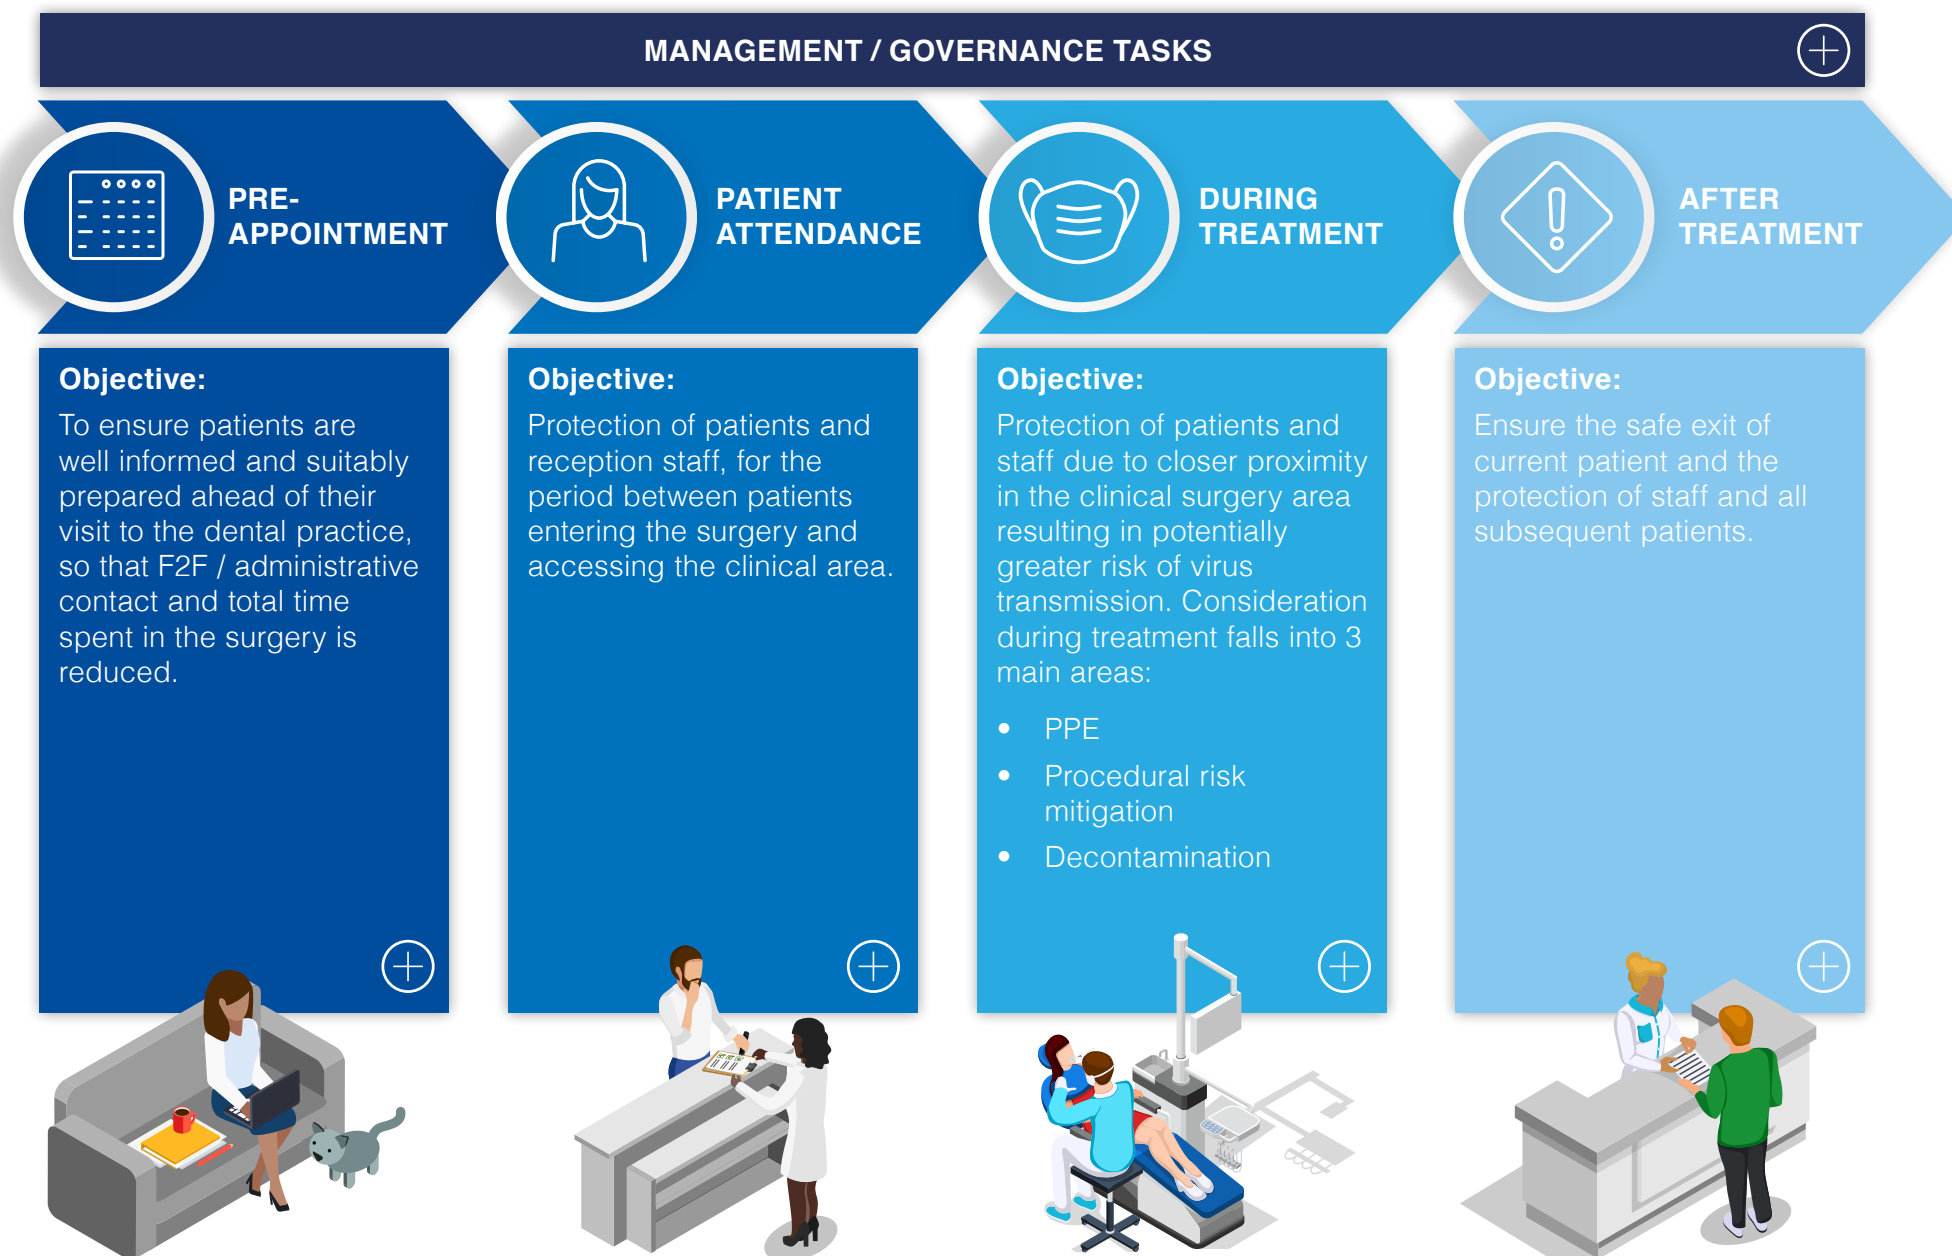 MANAGEMENT / GOVERNANCE TASKS
PRE-
APPOINTMENT
PATIENT
ATTENDANCE
DURING
TREATMENT
AFTER
TREATMENT
Objective:
To ensure patients are
well informed and suitably
prepared ahead of their
visit to the dental practice,
so that F2F / administrative
contact and total time
spent in the surgery is
reduced.
Objective:
Protection of patients and
reception staff, for the
period between patients
entering the surgery and
accessing the clinical area.
Objective:
Protection of patients and
staff due to closer proximity
in the clinical surgery area
resulting in potentially
greater risk of virus
transmission. Consideration
during treatment falls into 3
main areas:
• PPE
• Procedural risk
mitigation
• Decontamination
Objective:
Ensure the safe exit of
current patient and the
protection of staff and all
subsequent patients.